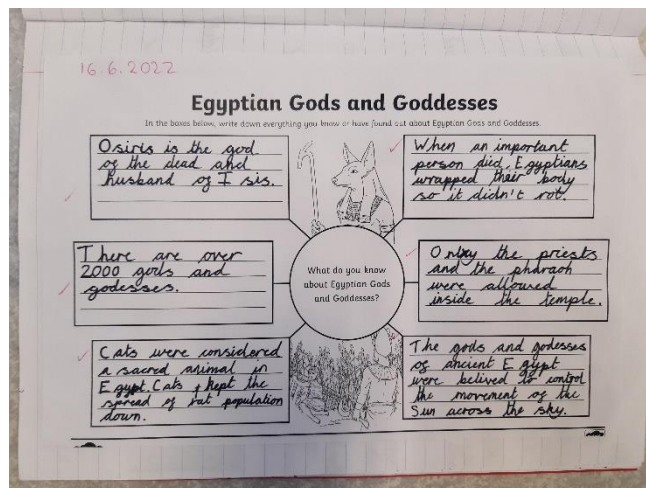 16.6.2022
Egyptian Gods and Goddesses
In the boxes below, write down everything you know or have found out about Egyptian Gods and Goddesses.
Osiris is the god
of the dead and
husband of Isis.
When an important
person died, Egyptians
wrapped their body
so it didn't rot.
There are over
2000 gods and
godesses.
What do you know
about Egyptian Gods
and Goddesses?
Only the priests
and the pharaoh
were allowed
inside the temple.
Cats were considered
a sacred animal in
Egypt. Cats kept the
spread of rat population
down.
The gods and godesses
of ancient Egypt
were belived to control
the movement of the
Sun across the sky.